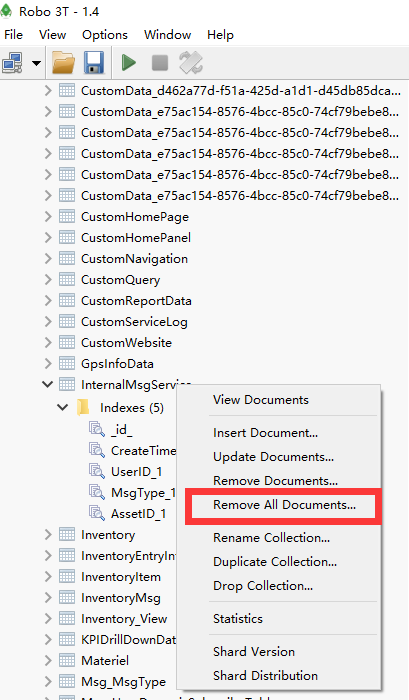 Robo 3T - 1.4
File View Options Window Help
CustomData_d462a77d-f51a-425d-a1d1-d45db85dca...
CustomData_e75ac154-8576-4bcc-85c0-74cf79bebe8...
CustomData_e75ac154-8576-4bcc-85c0-74cf79bebe8...
CustomData_e75ac154-8576-4bcc-85c0-74cf79bebe8...
CustomData_e75ac154-8576-4bcc-85c0-74cf79bebe8...
CustomData_e75ac154-8576-4bcc-85c0-74cf79bebe8...
CustomHomePage
CustomHomePanel
CustomNavigation
CustomQuery
CustomReportData
CustomServiceLog
CustomWebsite
GpsInfoData
InternalMsgService
Indexes (5)
_id_
CreateTime
UserID_1
MsgType_1
AssetID_1
Inventory
InventoryEntryIn
InventoryItem
InventoryMsg
Inventory_View
KPIDrillDownDat
Materiel
Msg_MsgType
View Documents
Insert Document...
Update Documents...
Remove Documents...
Remove All Documents...
Rename Collection...
Duplicate Collection...
Drop Collection...
Statistics
Shard Version
Shard Distribution